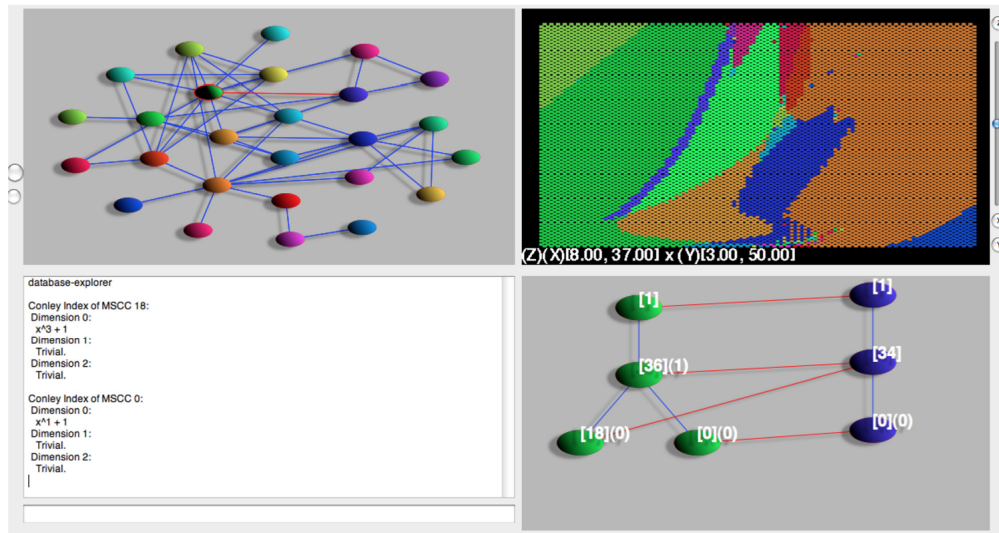 (Z)(X)[8.00, 37.00] x (Y)[3.00, 50.00]
database-explorer
Conley Index of MSCC 18:
Dimension 0:
x^3 + 1
Dimension 1:
Trivial.
Dimension 2:
Trivial.
Conley Index of MSCC 0:
Dimension 0:
x^1 + 1
Dimension 1:
Trivial.
Dimension 2:
Trivial.
[1]
[1]
[36](1)
[34]
[18](0)
[0](0)
[0](0)